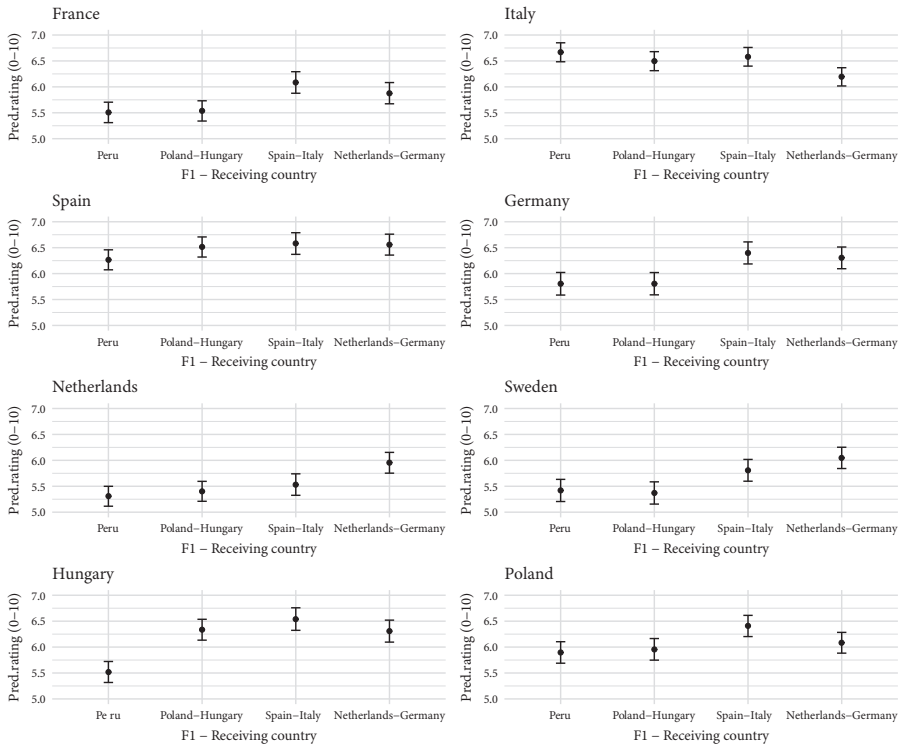 France
Italy
Pred.rating (0–10)
7.0
6.5
6.0
5.5
5.0
Peru Poland–Hungary Spain–Italy Netherlands–Germany
F1 – Receiving country
Pred.rating (0–10)
7.0
6.5
6.0
5.5
5.0
Peru Poland–Hungary Spain–Italy Netherlands–Germany
F1 – Receiving country
Spain
Germany
Pred.rating (0–10)
7.0
6.5
6.0
5.5
5.0
Peru Poland–Hungary Spain–Italy Netherlands–Germany
F1 – Receiving country
Pred.rating (0–10)
7.0
6.5
6.0
5.5
5.0
Peru Poland–Hungary Spain–Italy Netherlands–Germany
F1 – Receiving country
Netherlands
Sweden
Pred.rating (0–10)
7.0
6.5
6.0
5.5
5.0
Peru Poland–Hungary Spain–Italy Netherlands–Germany
F1 – Receiving country
Pred.rating (0–10)
7.0
6.5
6.0
5.5
5.0
Peru Poland–Hungary Spain–Italy Netherlands–Germany
F1 – Receiving country
Hungary
Poland
Pred.rating (0–10)
7.0
6.5
6.0
5.5
5.0
Pe ru Poland–Hungary Spain–Italy Netherlands–Germany
F1 – Receiving country
Pred.rating (0–10)
7.0
6.5
6.0
5.5
5.0
Peru Poland–Hungary Spain–Italy Netherlands–Germany
F1 – Receiving country